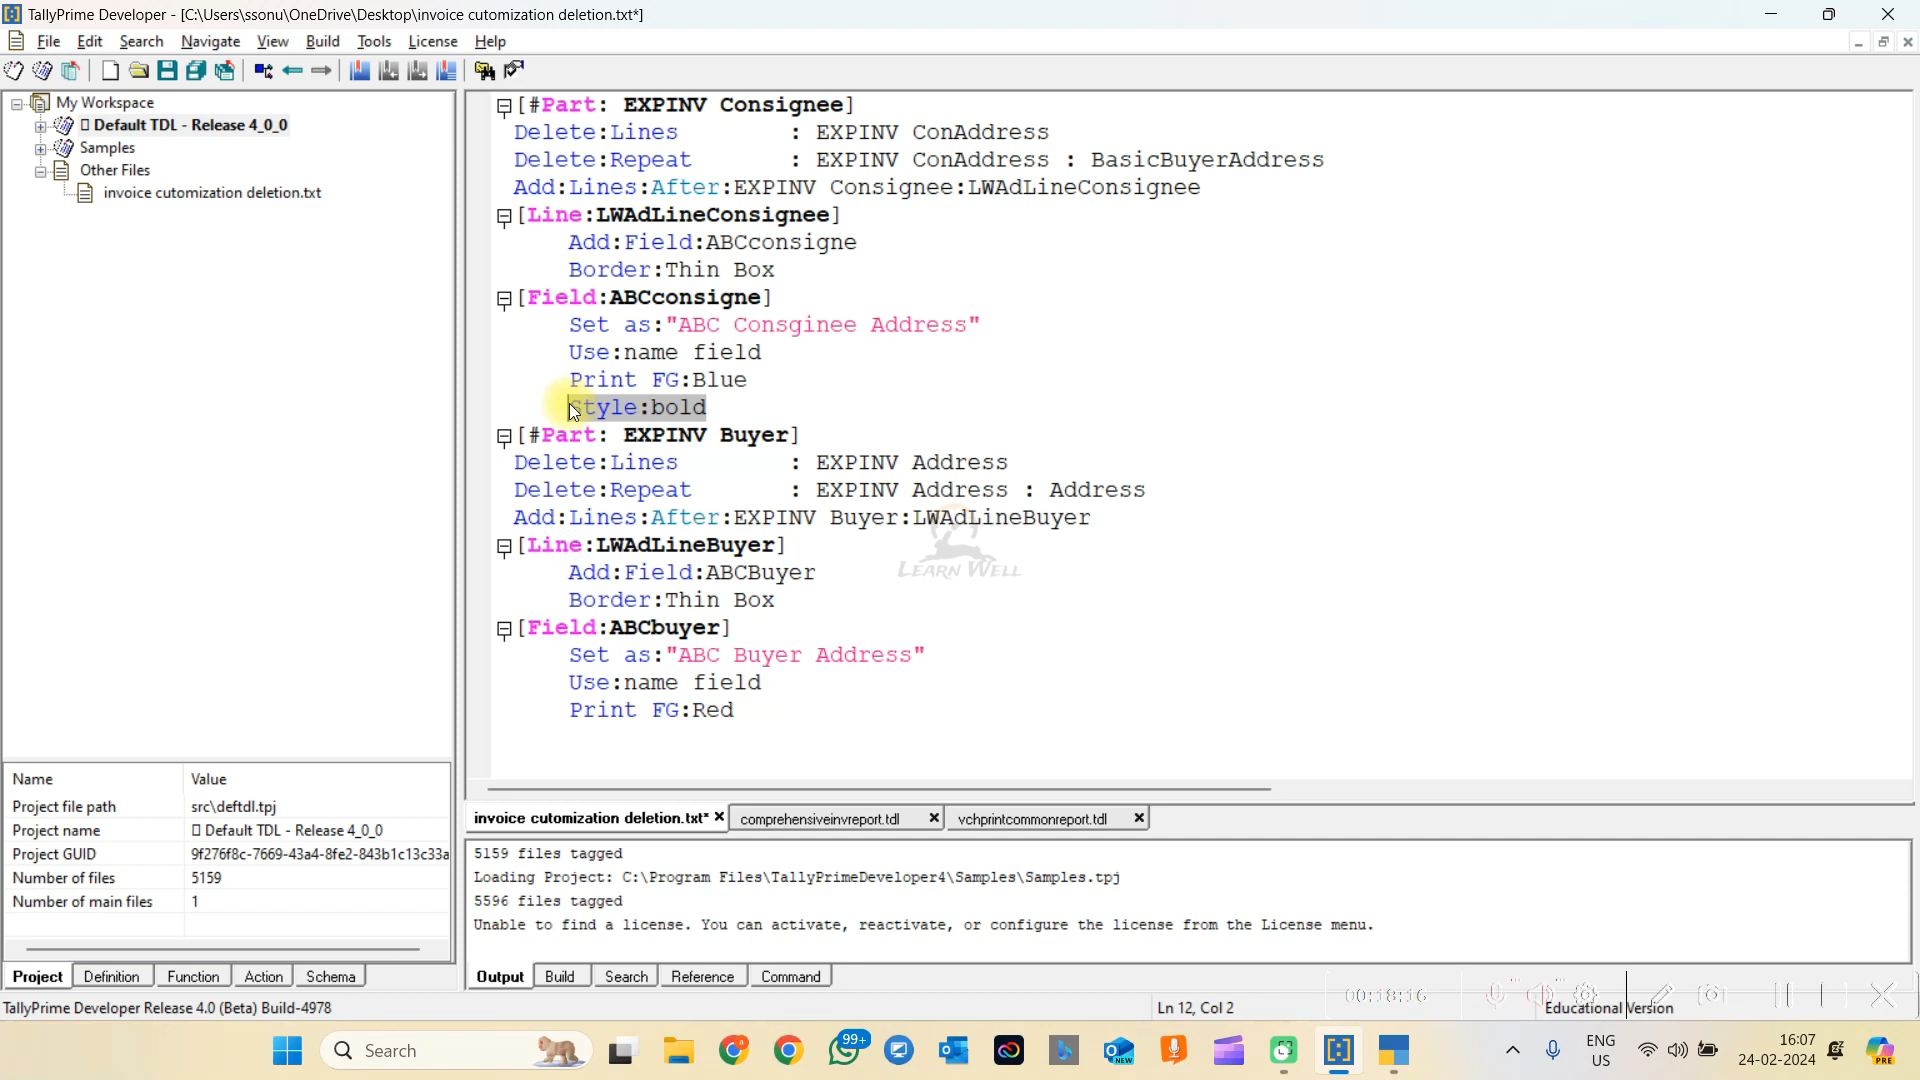 TallyPrime Developer - [C:\Users\ssonu\OneDrive\Desktop\invoice cutomization deletion.txt*]
File Edit Search Navigate View Build Tools License Help
My Workspace
Default TDL - Release 4_0_0
Samples
Other Files
invoice cutomization deletion.txt
[#Part: EXPINV Consignee]
Delete:Lines : EXPINV ConAddress
Delete:Repeat : EXPINV ConAddress : BasicBuyerAddress
Add:Lines:After:EXPINV Consignee:LWAdLineConsignee
[Line:LWAdLineConsignee]
Add:Field:ABCconsigne
Border:Thin Box
[Field:ABCconsigne]
Set as:"ABC Consginee Address"
Use:name field
Print FG:Blue
Style:bold
[#Part: EXPINV Buyer]
Delete:Lines : EXPINV Address
Delete:Repeat : EXPINV Address : Address
Add:Lines:After:EXPINV Buyer:LWAdLineBuyer
[Line:LWAdLineBuyer]
Add:Field:ABCBuyer
Border:Thin Box
[Field:ABCbuyer]
Set as:"ABC Buyer Address"
Use:name field
Print FG:Red
LEARN WELL
Name Value
Project file path src\deftdl.tpj
Project name Default TDL - Release 4_0_0
Project GUID 9f276f8c-7669-43a4-8fe2-843b1c13c33a
Number of files 5159
Number of main files 1
Project Definition Function Action Schema
invoice cutomization deletion.txt* comprehensiveinvreport.tdl vchprintcommonreport.tdl
5159 files tagged
Loading Project: C:\Program Files\TallyPrimeDeveloper4\Samples\Samples.tpj
5596 files tagged
Unable to find a license. You can activate, reactivate, or configure the license from the License menu.
Output Build Search Reference Command
00:18:16
TallyPrime Developer Release 4.0 (Beta) Build-4978
Ln 12, Col 2
Educational Version
Search
99+
NEW
ENG
US
16:07
24-02-2024
PRE